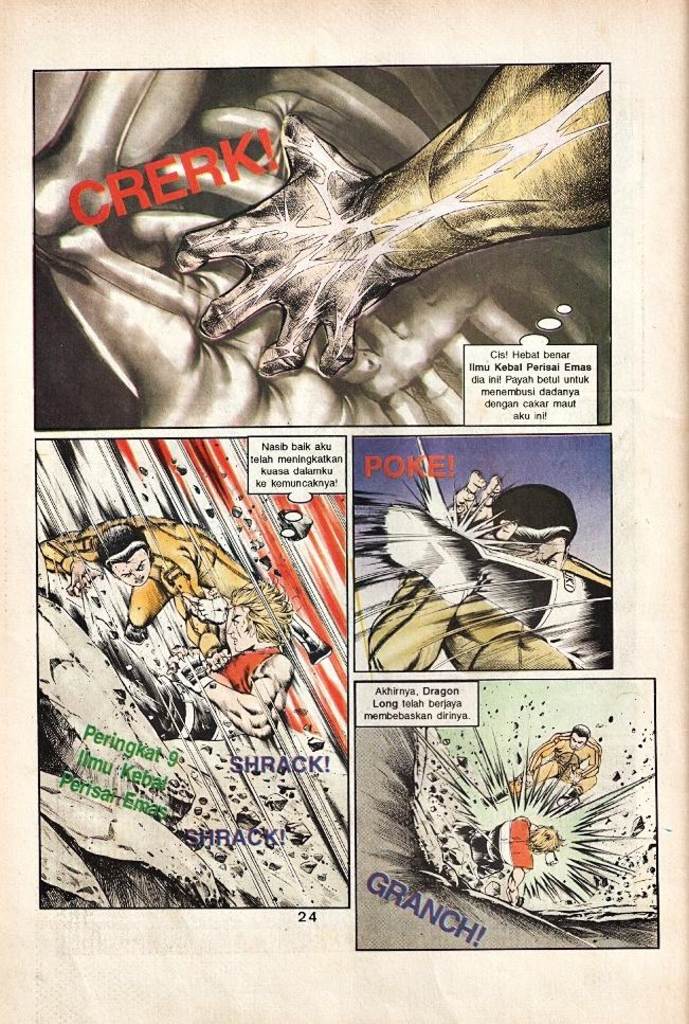 CRERK!
Cis! Hebat benar
Ilmu Kebal Perisai Emas
dia ini! Payah betul untuk
menembusi dadanya
dengan cakar maut
aku ini!
Nasib baik aku
telah meningkatkan
kuasa dalamku
ke kemuncaknya!
Peringkat 9
Ilmu Kebal
Perisai Emas
SHRACK!
SHRACK!
POKE!
Akhirnya, Dragon
Long telah berjaya
membebaskan dirinya.
GRANCH!
24